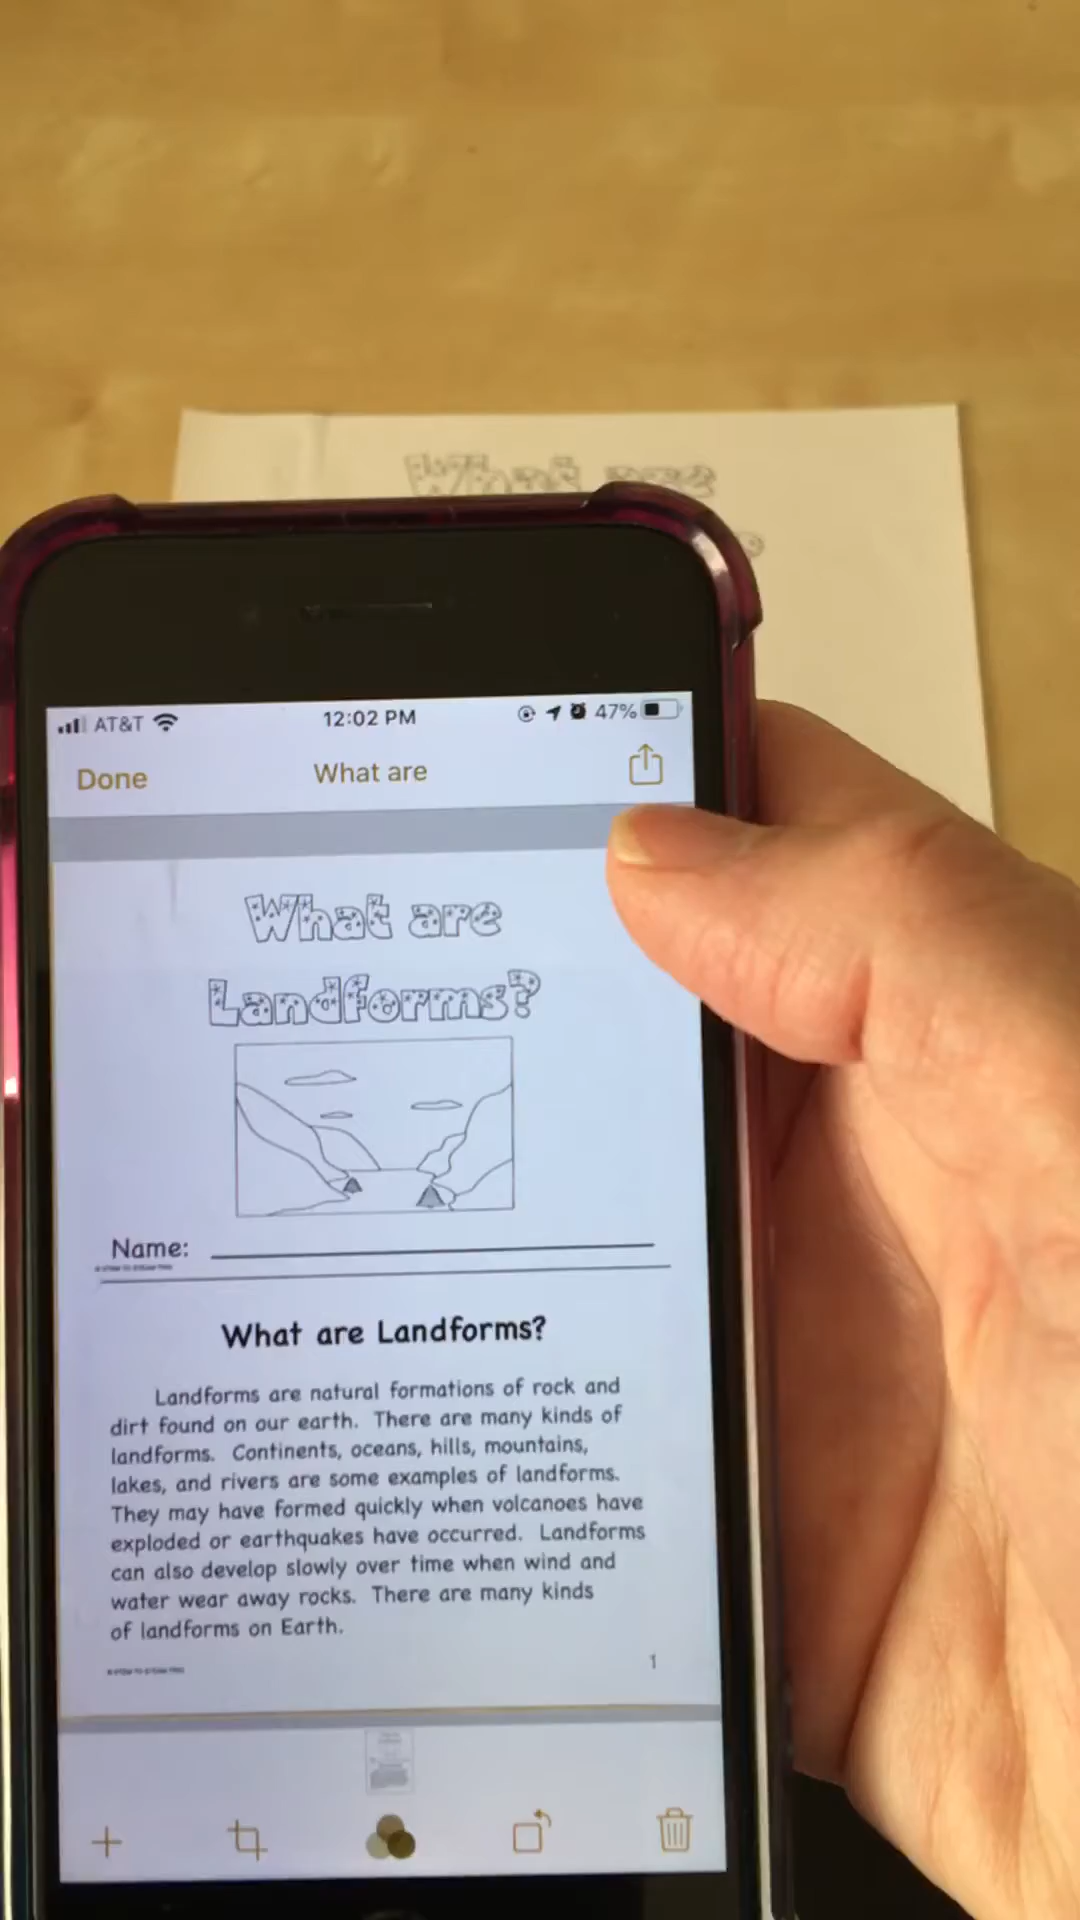 What are
AT&T 12:02 PM 47%
Done What are
What are
Landforms?
Name:
What are Landforms?
Landforms are natural formations of rock and
dirt found on our earth. There are many kinds of
landforms. Continents, oceans, hills, mountains,
lakes, and rivers are some examples of landforms.
They may have formed quickly when volcanoes have
exploded or earthquakes have occurred. Landforms
can also develop slowly over time when wind and
water wear away rocks. There are many kinds
of landforms on Earth.
1